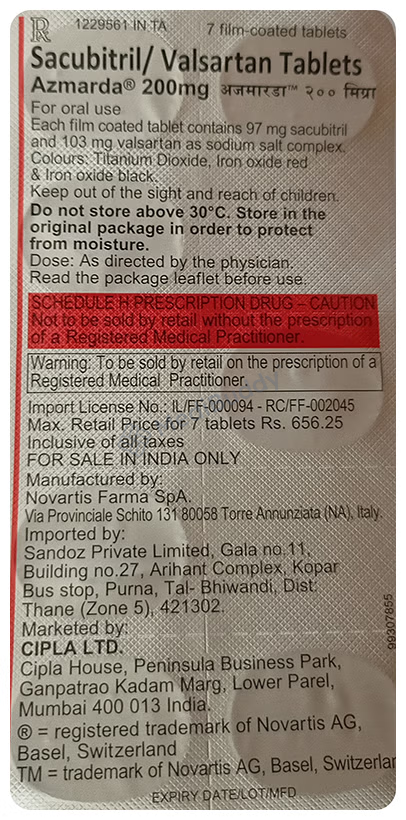 R 1229561 IN TA 7 film-coated tablets
Sacubitril/ Valsartan Tablets
Azmarda® 200mg अजमारडा™ २०० मिग्रा
For oral use
Each film coated tablet contains 97 mg sacubitril
and 103 mg valsartan as sodium salt complex.
Colours: Titanium Dioxide, Iron oxide red
& Iron oxide black.
Keep out of the sight and reach of children.
Do not store above 30°C. Store in the
original package in order to protect
from moisture.
Dose: As directed by the physician.
Read the package leaflet before use.
SCHEDULE H PRESCRIPTION DRUG – CAUTION
Not to be sold by retail without the prescription
of a Registered Medical Practitioner.
Warning: To be sold by retail on the prescription of a
Registered Medical Practitioner.
Import License No.: IL/FF-000094 - RC/FF-002045
Max. Retail Price for 7 tablets Rs. 656.25
Inclusive of all taxes
FOR SALE IN INDIA ONLY
Manufactured by:
Novartis Farma SpA.
Via Provinciale Schito 131 80058 Torre Annunziata (NA), Italy.
Imported by:
Sandoz Private Limited, Gala no.11,
Building no.27, Arihant Complex, Kopar
Bus stop, Purna, Tal- Bhiwandi, Dist:
Thane (Zone 5), 421302.
Marketed by:
CIPLA LTD.
Cipla House, Peninsula Business Park,
Ganpatrao Kadam Marg, Lower Parel,
Mumbai 400 013 India.
® = registered trademark of Novartis AG,
Basel, Switzerland
TM = trademark of Novartis AG, Basel, Switzerlar
EXPIRY DATE/LOT/MFD
99307855